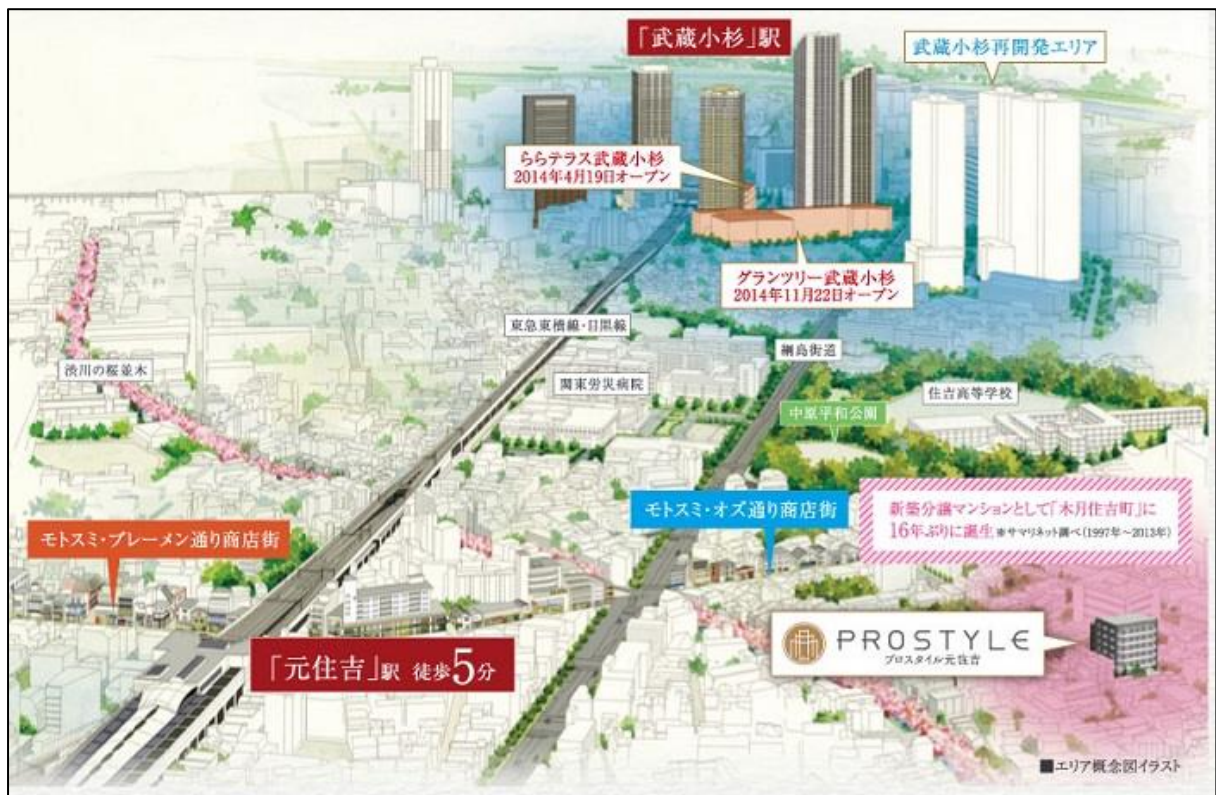 「武蔵小杉」駅
武蔵小杉再開発エリア
ららテラス武蔵小杉
2014年4月19日オープン
グランツリー武蔵小杉
2014年11月22日オープン
東急東横線・目黒線
綱島街道
渋川の桜並木
関東労災病院
住吉高等学校
中原平和公園
モトスミ・オズ通り商店街
新築分譲マンションとして「木月住吉町」に
16年ぶりに誕生 ※サマリネット調べ(1997年～2013年)
モトスミ・ブレーメン通り商店街
PROSTYLE
プロスタイル元住吉
「元住吉」駅 徒歩5分
■エリア概念図イラスト